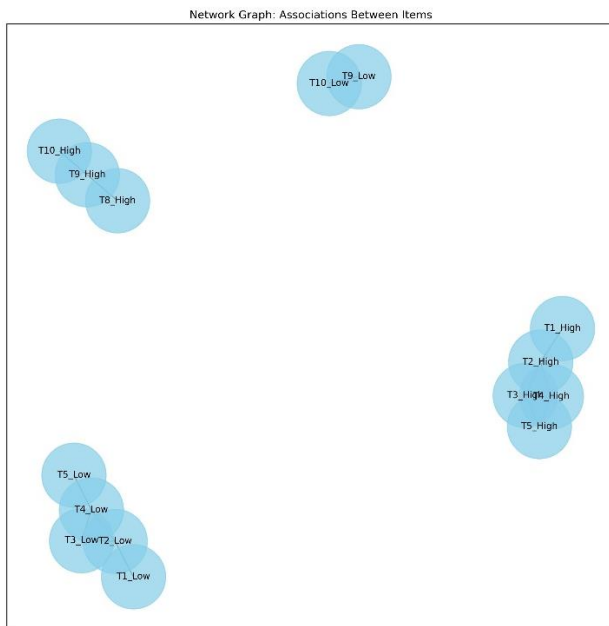 Network Graph: Associations Between Items
T9_Low
T10_Low
T10_High
T9_High
T8_High
T1_High
T2_High
T3_High
T4_High
T5_High
T5_Low
T4_Low
T3_Low
T2_Low
T1_Low